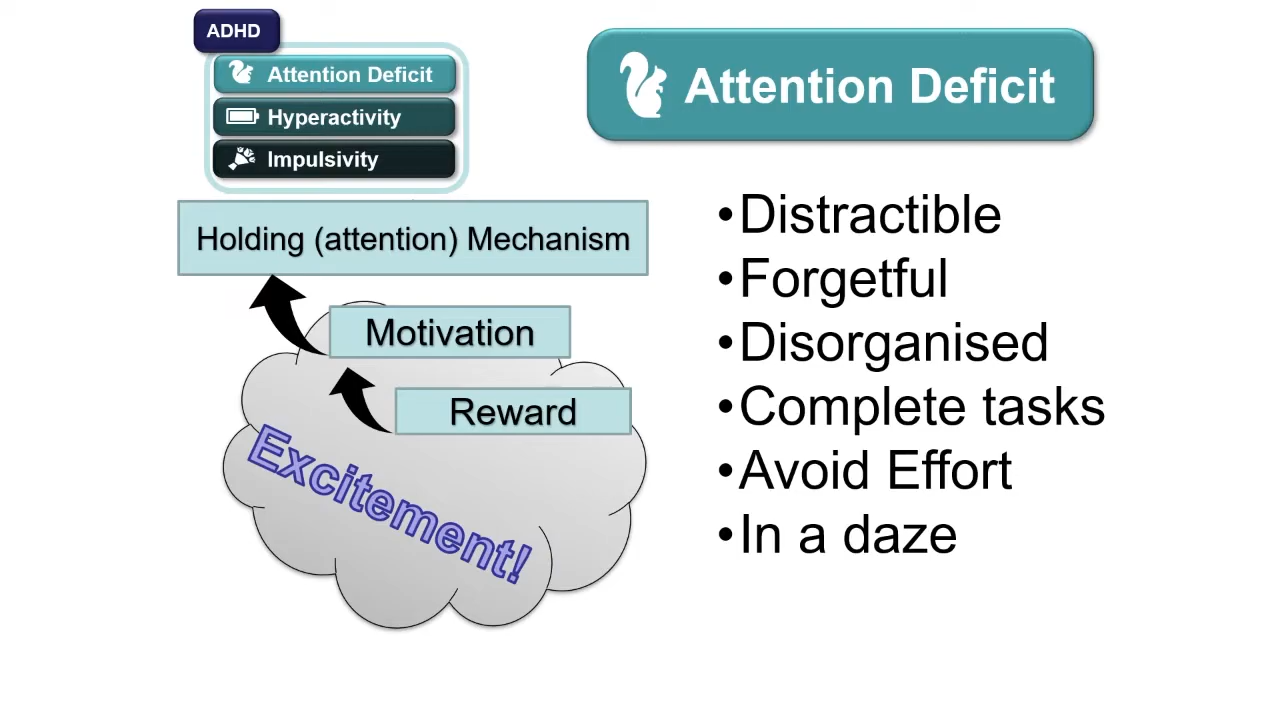 ADHD
Attention Deficit
Hyperactivity
Impulsivity
Holding (attention) Mechanism
Motivation
Reward
Excitement!
Attention Deficit
•Distractible
•Forgetful
•Disorganised
•Complete tasks
•Avoid Effort
•In a daze